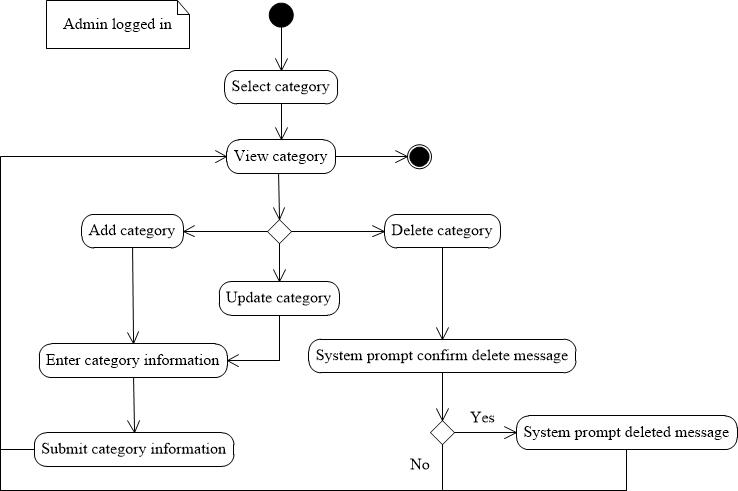 Admin logged in
Select category
View category
Add category
Delete category
Update category
System prompt confirm delete message
Enter category information
Yes
System prompt deleted message
Submit category information
No